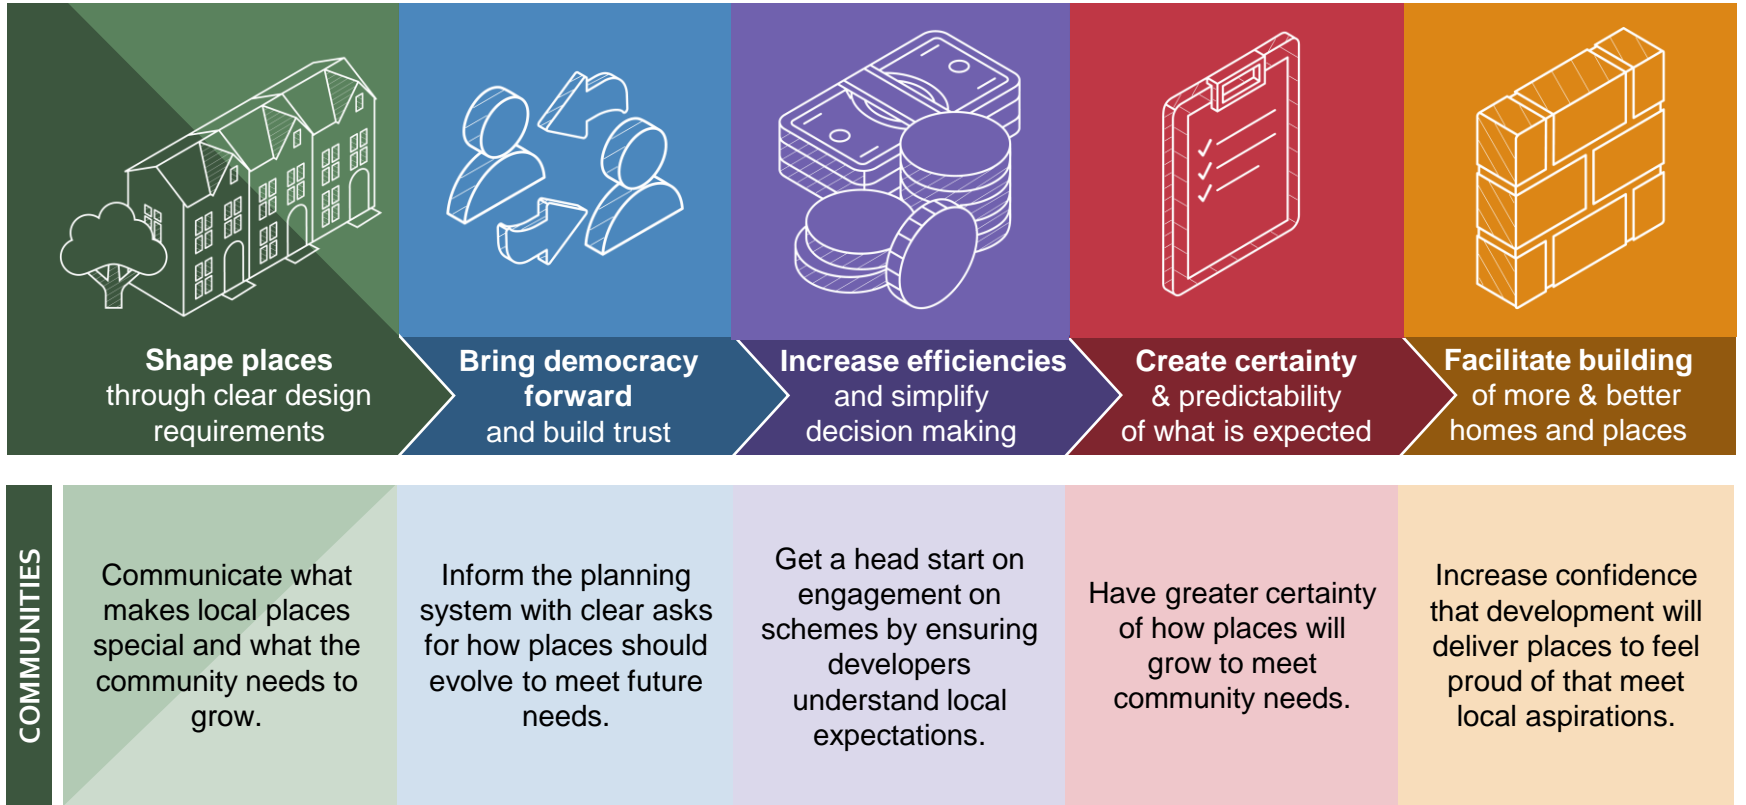 Shape places
through clear design
requirements
Bring democracy
forward
and build trust
Increase efficiencies
and simplify
decision making
Create certainty
& predictability
of what is expected
Facilitate building
of more & better
homes and places
COMMUNITIES
Communicate what
makes local places
special and what the
community needs to
grow.
Inform the planning
system with clear asks
for how places should
evolve to meet future
needs.
Get a head start on
engagement on
schemes by ensuring
developers
understand local
expectations.
Have greater certainty
of how places will
grow to meet
community needs.
Increase confidence
that development will
deliver places to feel
proud of that meet
local aspirations.